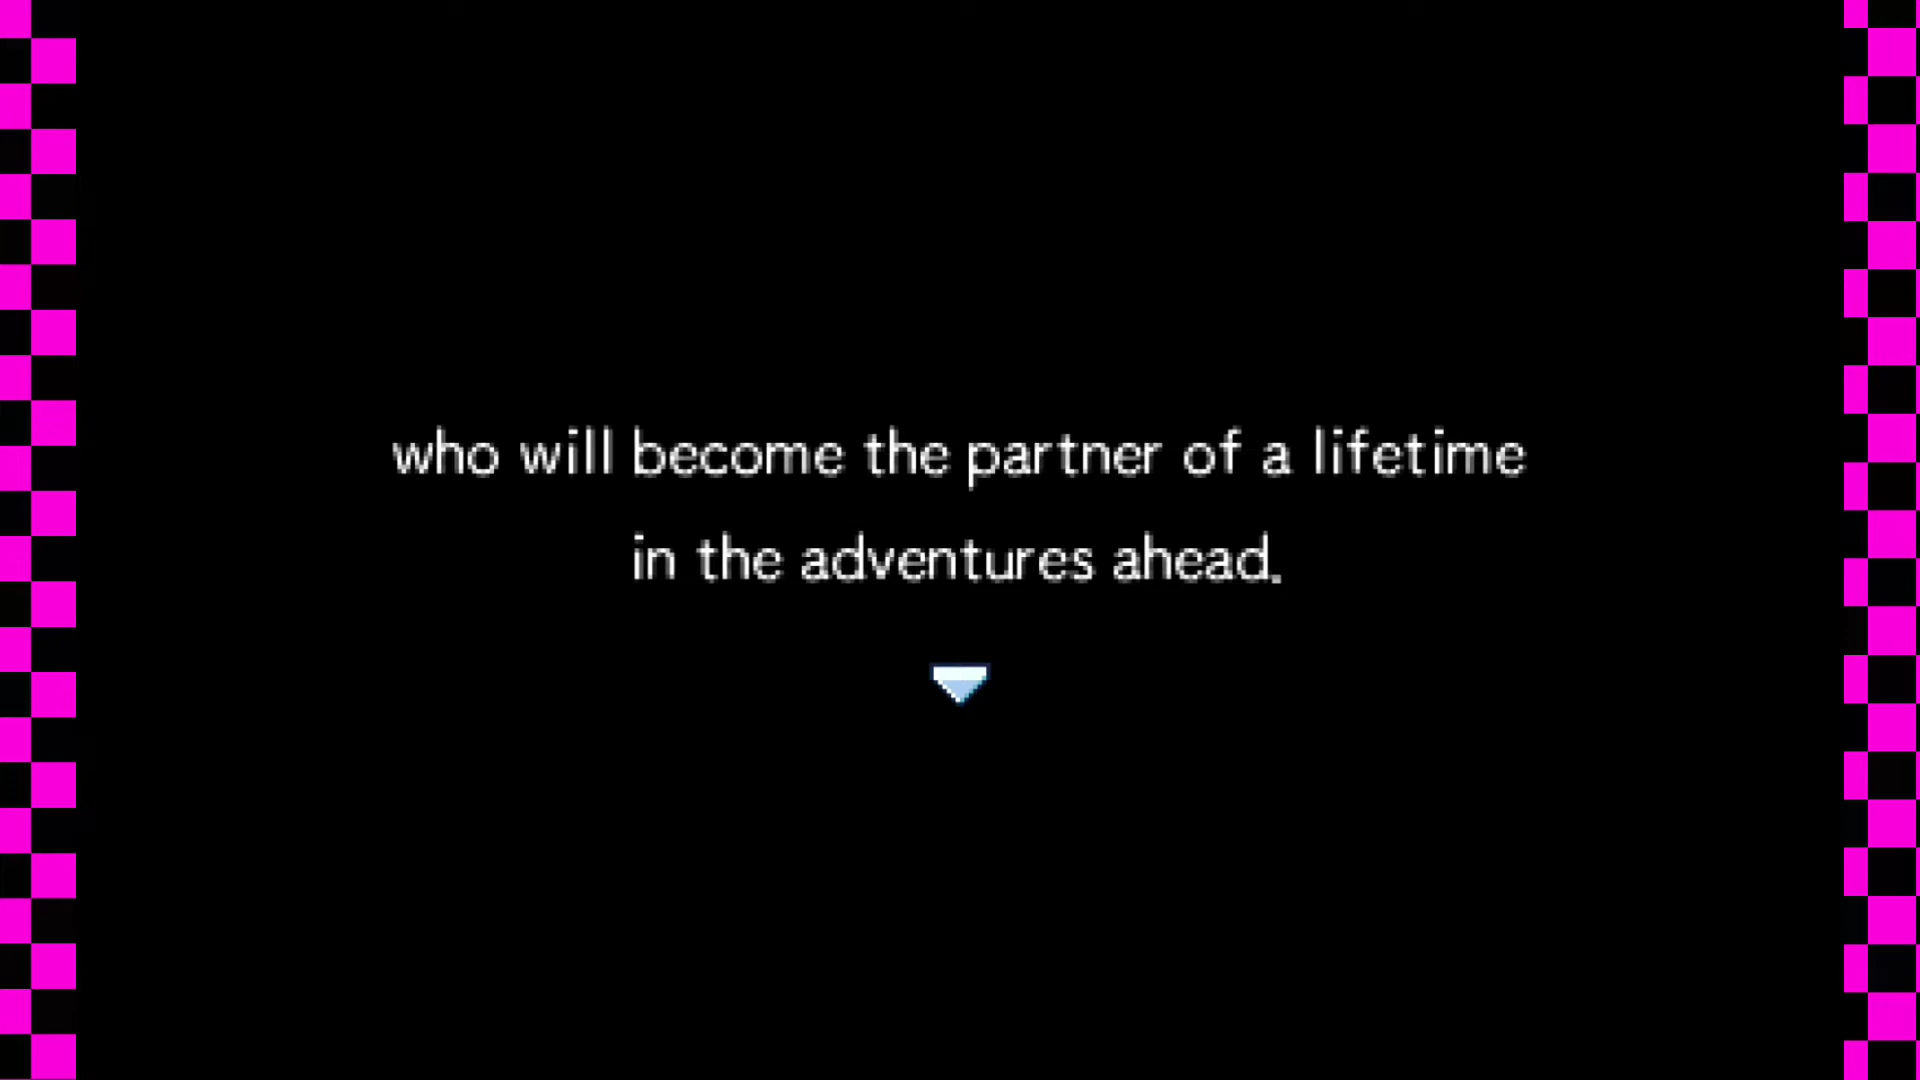 who will become the partner of a lifetime
in the adventures ahead.